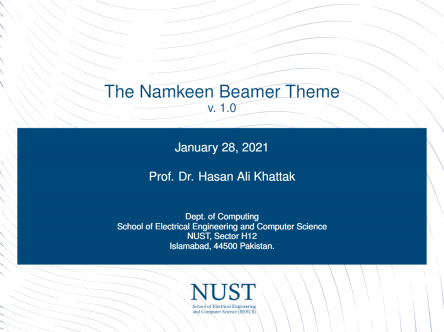 The Namkeen Beamer Theme
v. 1.0
January 28, 2021
Prof. Dr. Hasan Ali Khattak
Dept. of Computing
School of Electrical Engineering and Computer Science
NUST, Sector H12
Islamabad, 44500 Pakistan.
NUST
School of Electrical Engineering
and Computer Science (SEECS)